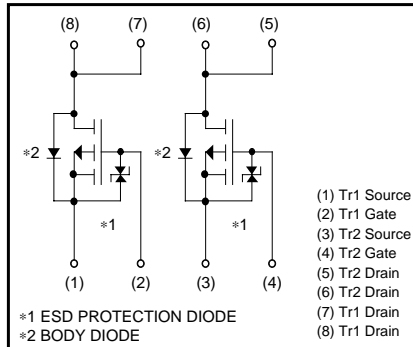 (8) (7) (6) (5)
∗2 ∗2
∗1 ∗1
(1) (2) (3) (4)
∗1 ESD PROTECTION DIODE
∗2 BODY DIODE
(1) Tr1 Source
(2) Tr1 Gate
(3) Tr2 Source
(4) Tr2 Gate
(5) Tr2 Drain
(6) Tr2 Drain
(7) Tr1 Drain
(8) Tr1 Drain